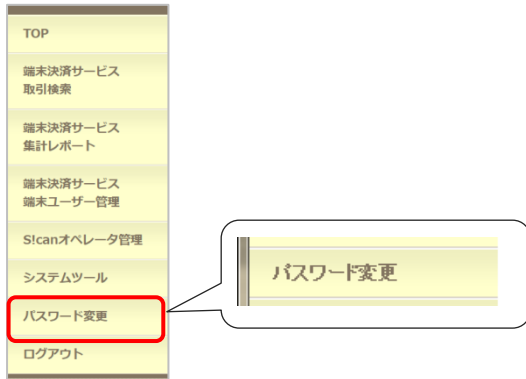 TOP
端末決済サービス
取引検索
端末決済サービス
集計レポート
端末決済サービス
端末ユーザー管理
S!canオペレータ管理
システムツール
パスワード変更
ログアウト
パスワード変更